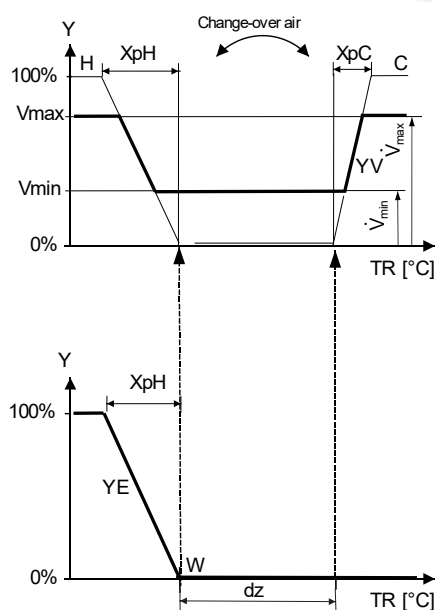 Change-over air
Y
H
XpH
XpC
C
100%
Vmax
YV
V̇max
Vmin
V̇min
0%
TR [°C]
Y
XpH
100%
YE
W
0%
dz
TR [°C]